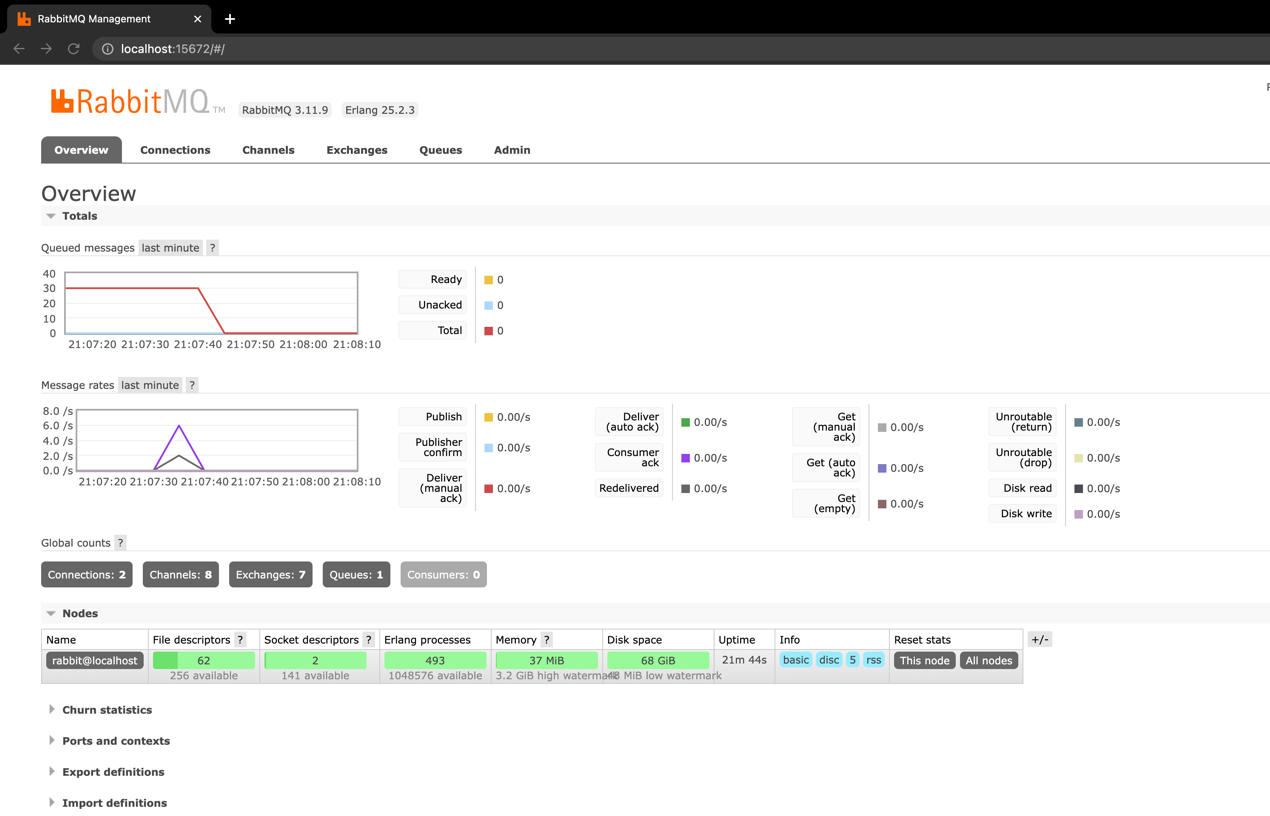 RabbitMQ Management
localhost:15672/#/
RabbitMQ TM RabbitMQ 3.11.9 Erlang 25.2.3
Overview Connections Channels Exchanges Queues Admin
Overview
Totals
Queued messages last minute ?
40
30
20
10
0
21:07:20 21:07:30 21:07:40 21:07:50 21:08:00 21:08:10
Ready 0
Unacked 0
Total 0
Message rates last minute ?
8.0 /s
6.0 /s
4.0 /s
2.0 /s
0.0 /s
21:07:20 21:07:30 21:07:40 21:07:50 21:08:00 21:08:10
Publish 0.00/s
Publisher
confirm 0.00/s
Deliver
(manual
ack) 0.00/s
Deliver
(auto ack) 0.00/s
Consumer
ack 0.00/s
Redelivered 0.00/s
Get
(manual
ack) 0.00/s
Get (auto
ack) 0.00/s
Get
(empty) 0.00/s
Unroutable
(return) 0.00/s
Unroutable
(drop) 0.00/s
Disk read 0.00/s
Disk write 0.00/s
Global counts ?
Connections: 2 Channels: 8 Exchanges: 7 Queues: 1 Consumers: 0
Nodes
Name File descriptors ? Socket descriptors ? Erlang processes Memory ? Disk space Uptime Info Reset stats +/-
rabbit@localhost 62 2 493 37 MiB 68 GiB 21m 44s basic disc 5 rss This node All nodes
256 available 141 available 1048576 available 3.2 GiB high watermark 48 MiB low watermark
Churn statistics
Ports and contexts
Export definitions
Import definitions